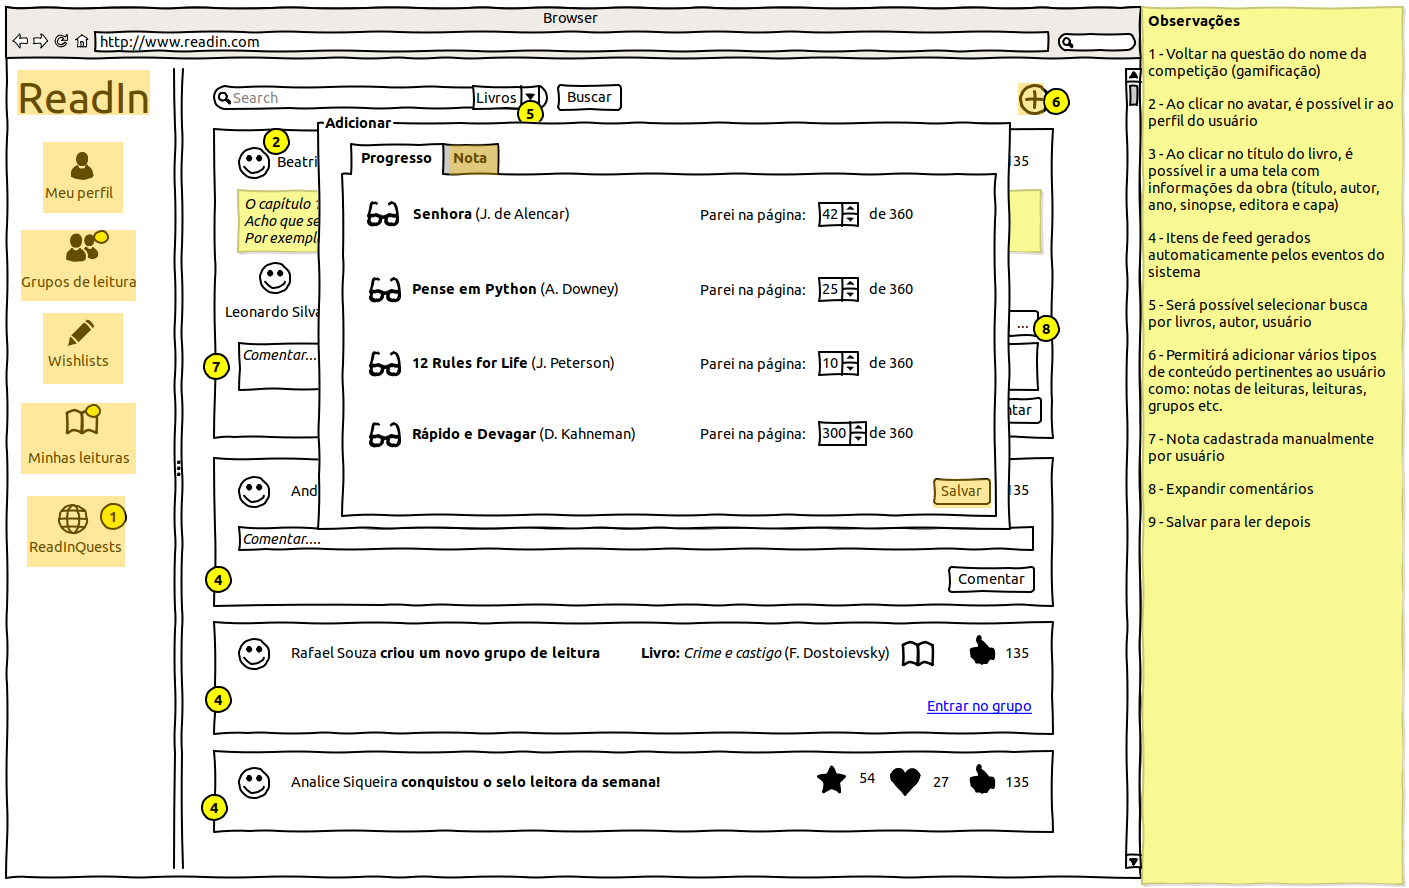 Browser
http://www.readin.com
ReadIn
Meu perfil
Grupos de leitura
Wishlists
Minhas leituras
1
ReadInQuests
Search
Livros
Buscar
5
6
2
Beatri
135
O capítulo
Acho que se
Por exempl
Leonardo Silva
...
8
7
Comentar...
ntar
Adicionar
Progresso
Nota
Senhora (J. de Alencar)
Parei na página: 42 de 360
Pense em Python (A. Downey)
Parei na página: 25 de 360
12 Rules for Life (J. Peterson)
Parei na página: 10 de 360
Rápido e Devagar (D. Kahneman)
Parei na página: 300 de 360
Salvar
And
135
Comentar....
4
Comentar
Rafael Souza criou um novo grupo de leitura
Livro: Crime e castigo (F. Dostoievsky)
135
4
Entrar no grupo
Analice Siqueira conquistou o selo leitora da semana!
54
27
135
4
Observações
1 - Voltar na questão do nome da
competição (gamificação)
2 - Ao clicar no avatar, é possível ir ao
perfil do usuário
3 - Ao clicar no título do livro, é
possível ir a uma tela com
informações da obra (título, autor,
ano, sinopse, editora e capa)
4 - Itens de feed gerados
automaticamente pelos eventos do
sistema
5 - Será possível selecionar busca
por livros, autor, usuário
6 - Permitirá adicionar vários tipos
de conteúdo pertinentes ao usuário
como: notas de leituras, leituras,
grupos etc.
7 - Nota cadastrada manualmente
por usuário
8 - Expandir comentários
9 - Salvar para ler depois